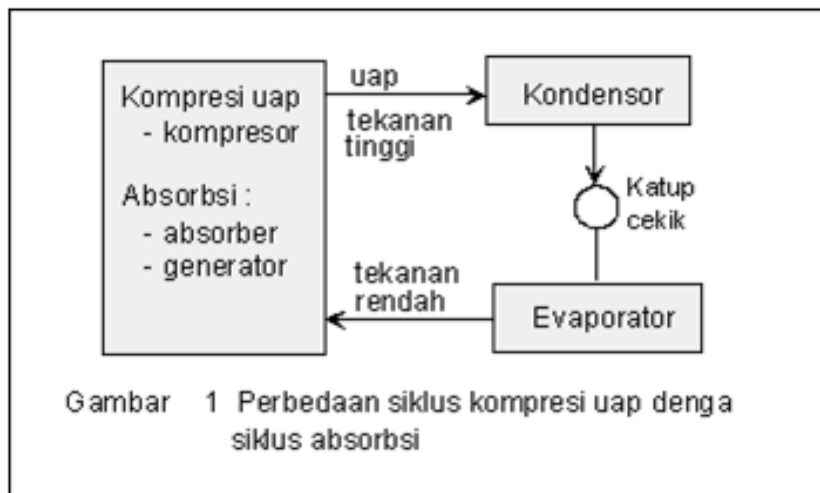 Kompresi uap
- kompresor
Absorbsi :
- absorber
- generator
uap
tekanan
tinggi
Kondensor
Katup
cekik
tekanan
rendah
Evaporator
Gambar 1 Perbedaan siklus kompresi uap denga
siklus absorbsi